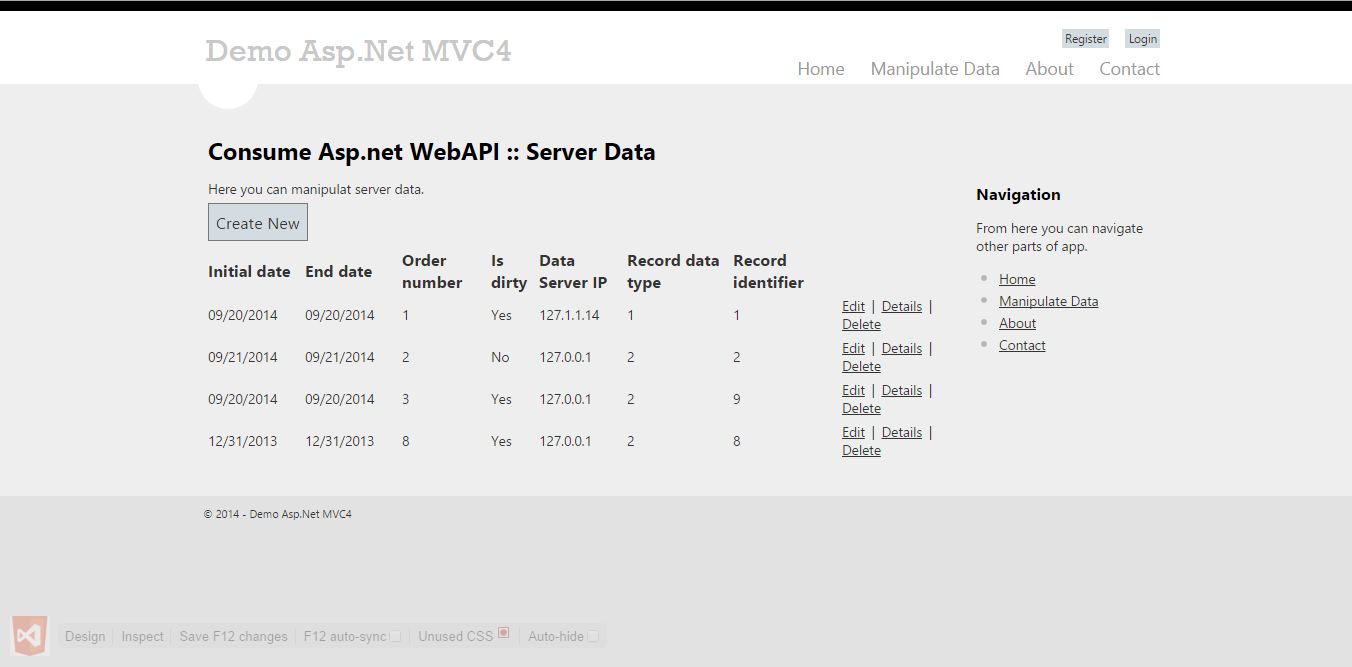 Demo Asp.Net MVC4
Register Login
Home Manipulate Data About Contact
Consume Asp.net WebAPI :: Server Data
Here you can manipulat server data.
Create New
Initial date End date Order number Is dirty Data Server IP Record data type Record identifier
09/20/2014 09/20/2014 1 Yes 127.1.1.14 1 1 Edit | Details | Delete
09/21/2014 09/21/2014 2 No 127.0.0.1 2 2 Edit | Details | Delete
09/20/2014 09/20/2014 3 Yes 127.0.0.1 2 9 Edit | Details | Delete
12/31/2013 12/31/2013 8 Yes 127.0.0.1 2 8 Edit | Details | Delete
Navigation
From here you can navigate
other parts of app.
Home
Manipulate Data
About
Contact
© 2014 - Demo Asp.Net MVC4
Design Inspect Save F12 changes F12 auto-sync Unused CSS Auto-hide